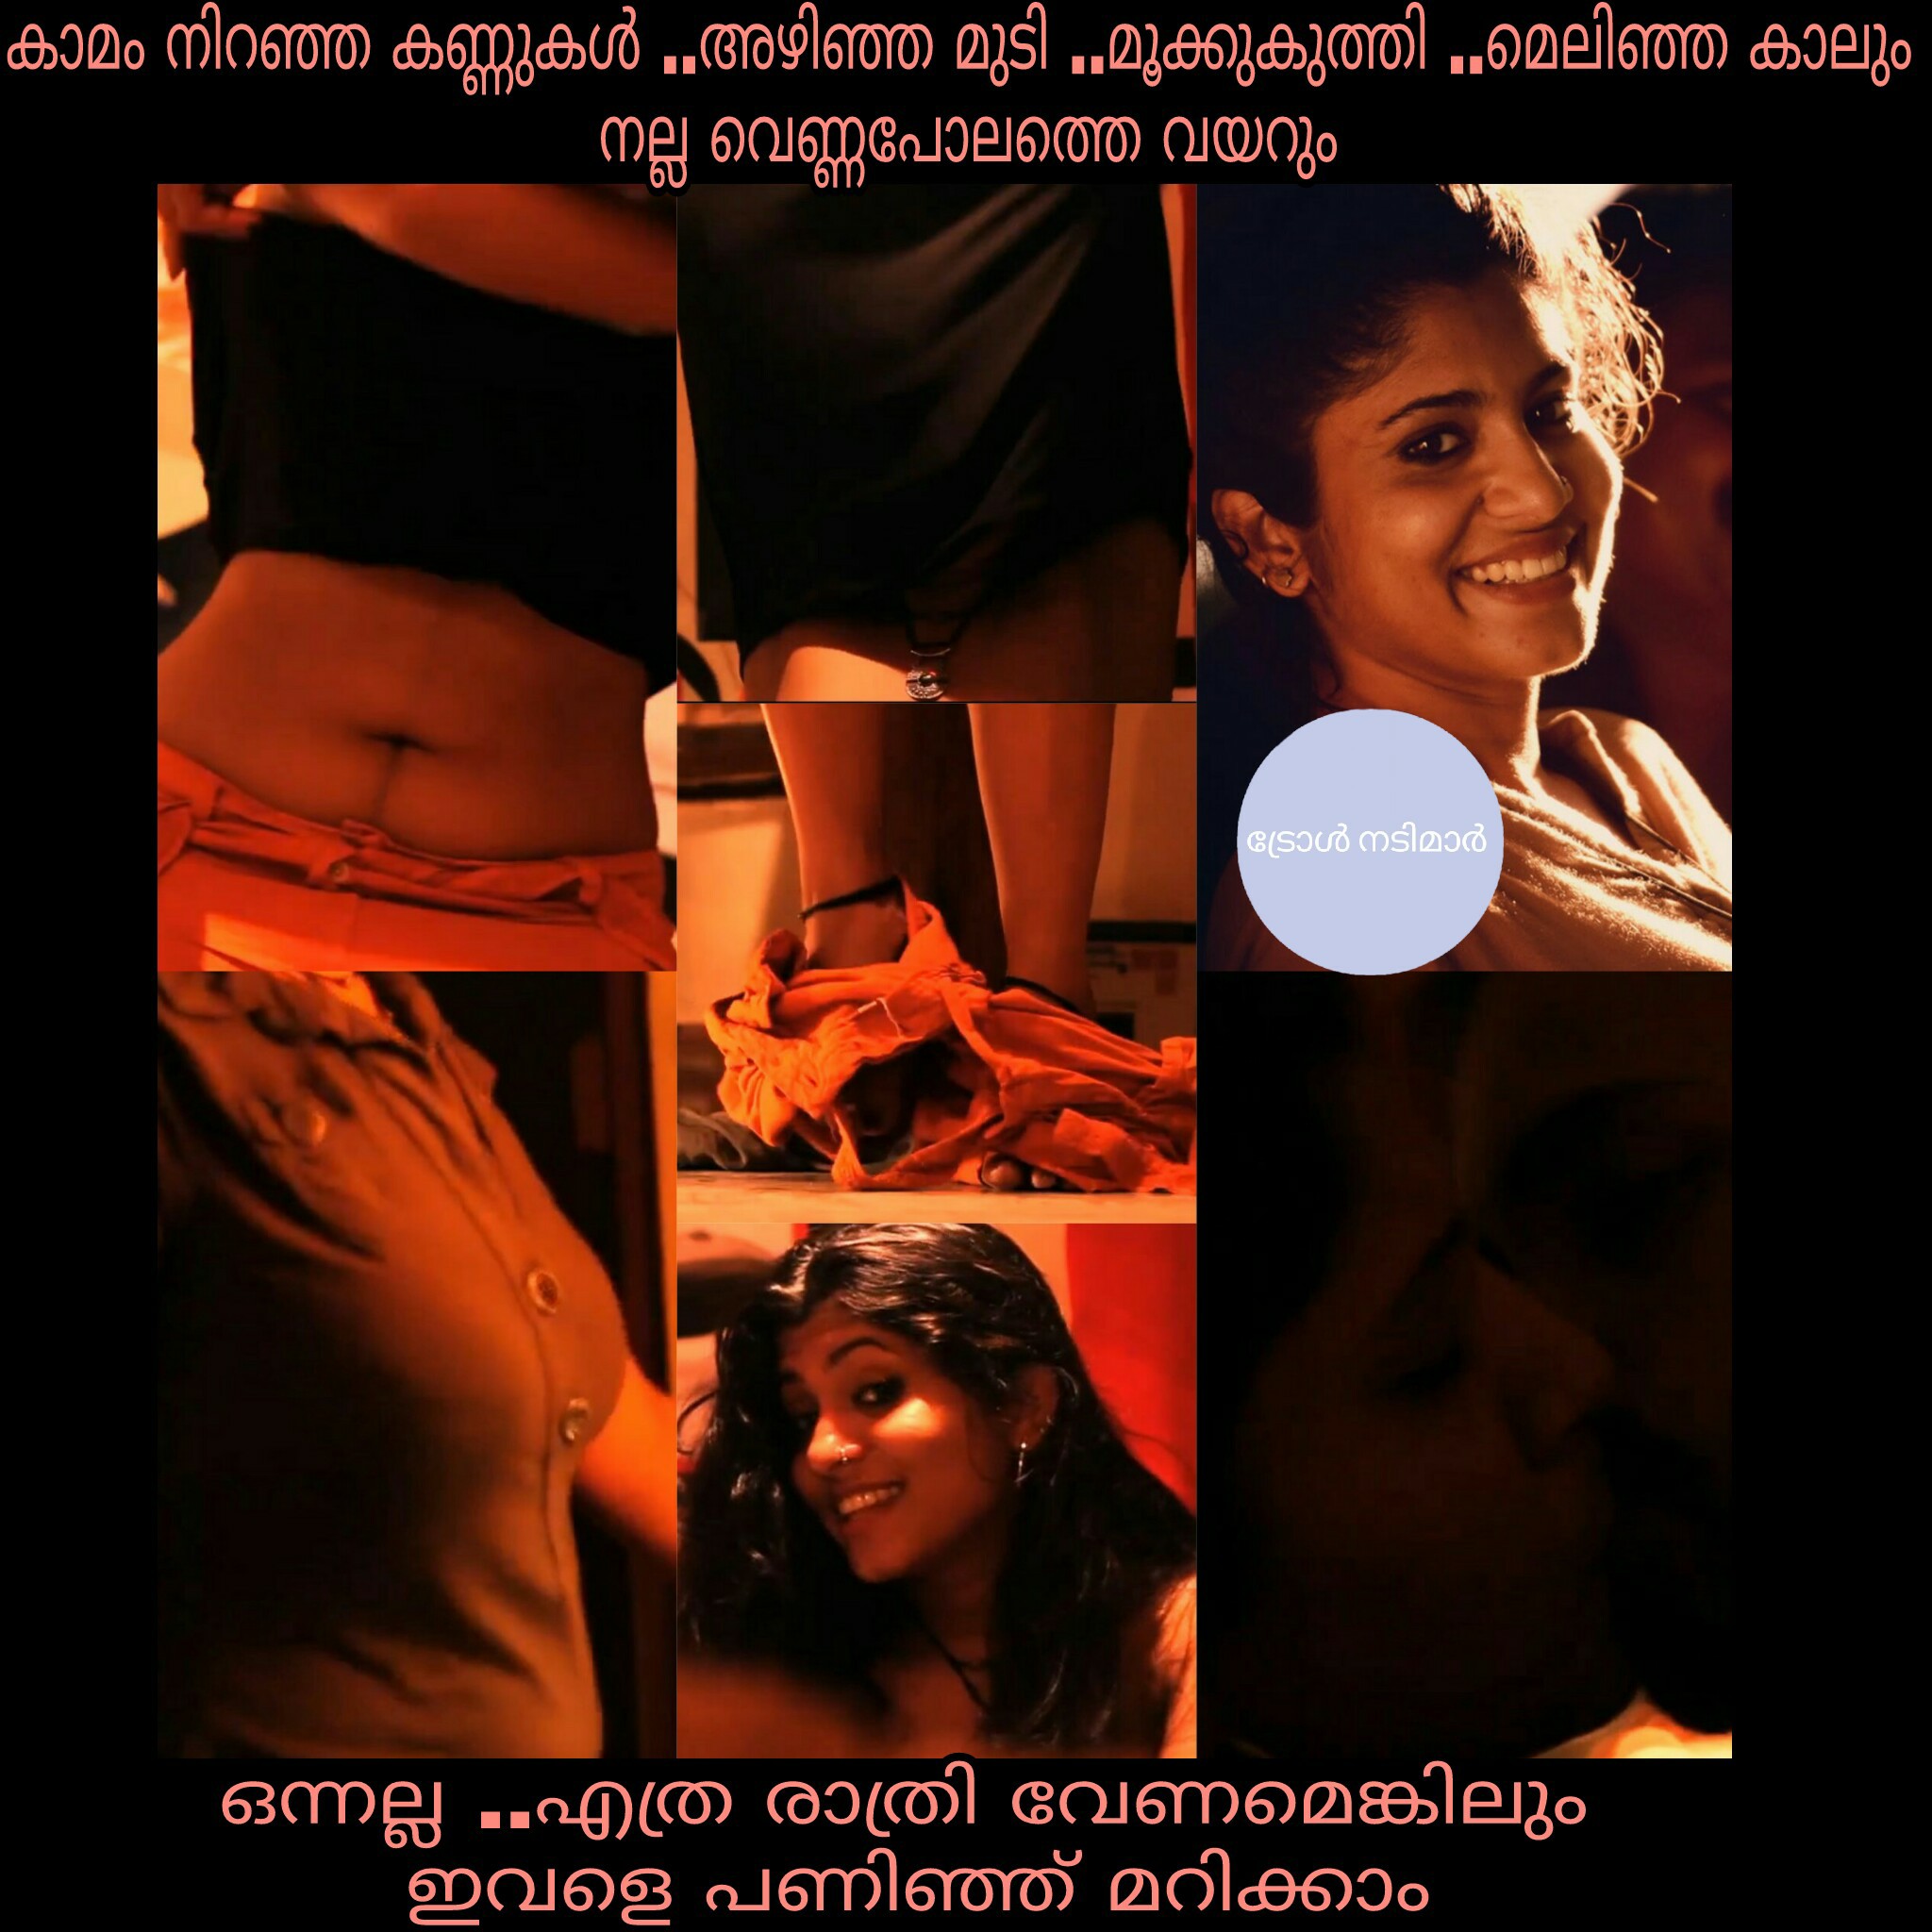 കാമം നിറഞ്ഞ കണ്ണുകൾ ..അഴിഞ്ഞ മുടി ..മൂക്കുകുത്തി ..മെലിഞ്ഞ കാലും
നല്ല വെണ്ണപോലത്തെ വയറും
ട്രോൾ നടിമാർ
ഒന്നല്ല ..എത്ര രാത്രി വേണമെങ്കിലും
ഇവളെ പണിഞ്ഞ് മറിക്കാം